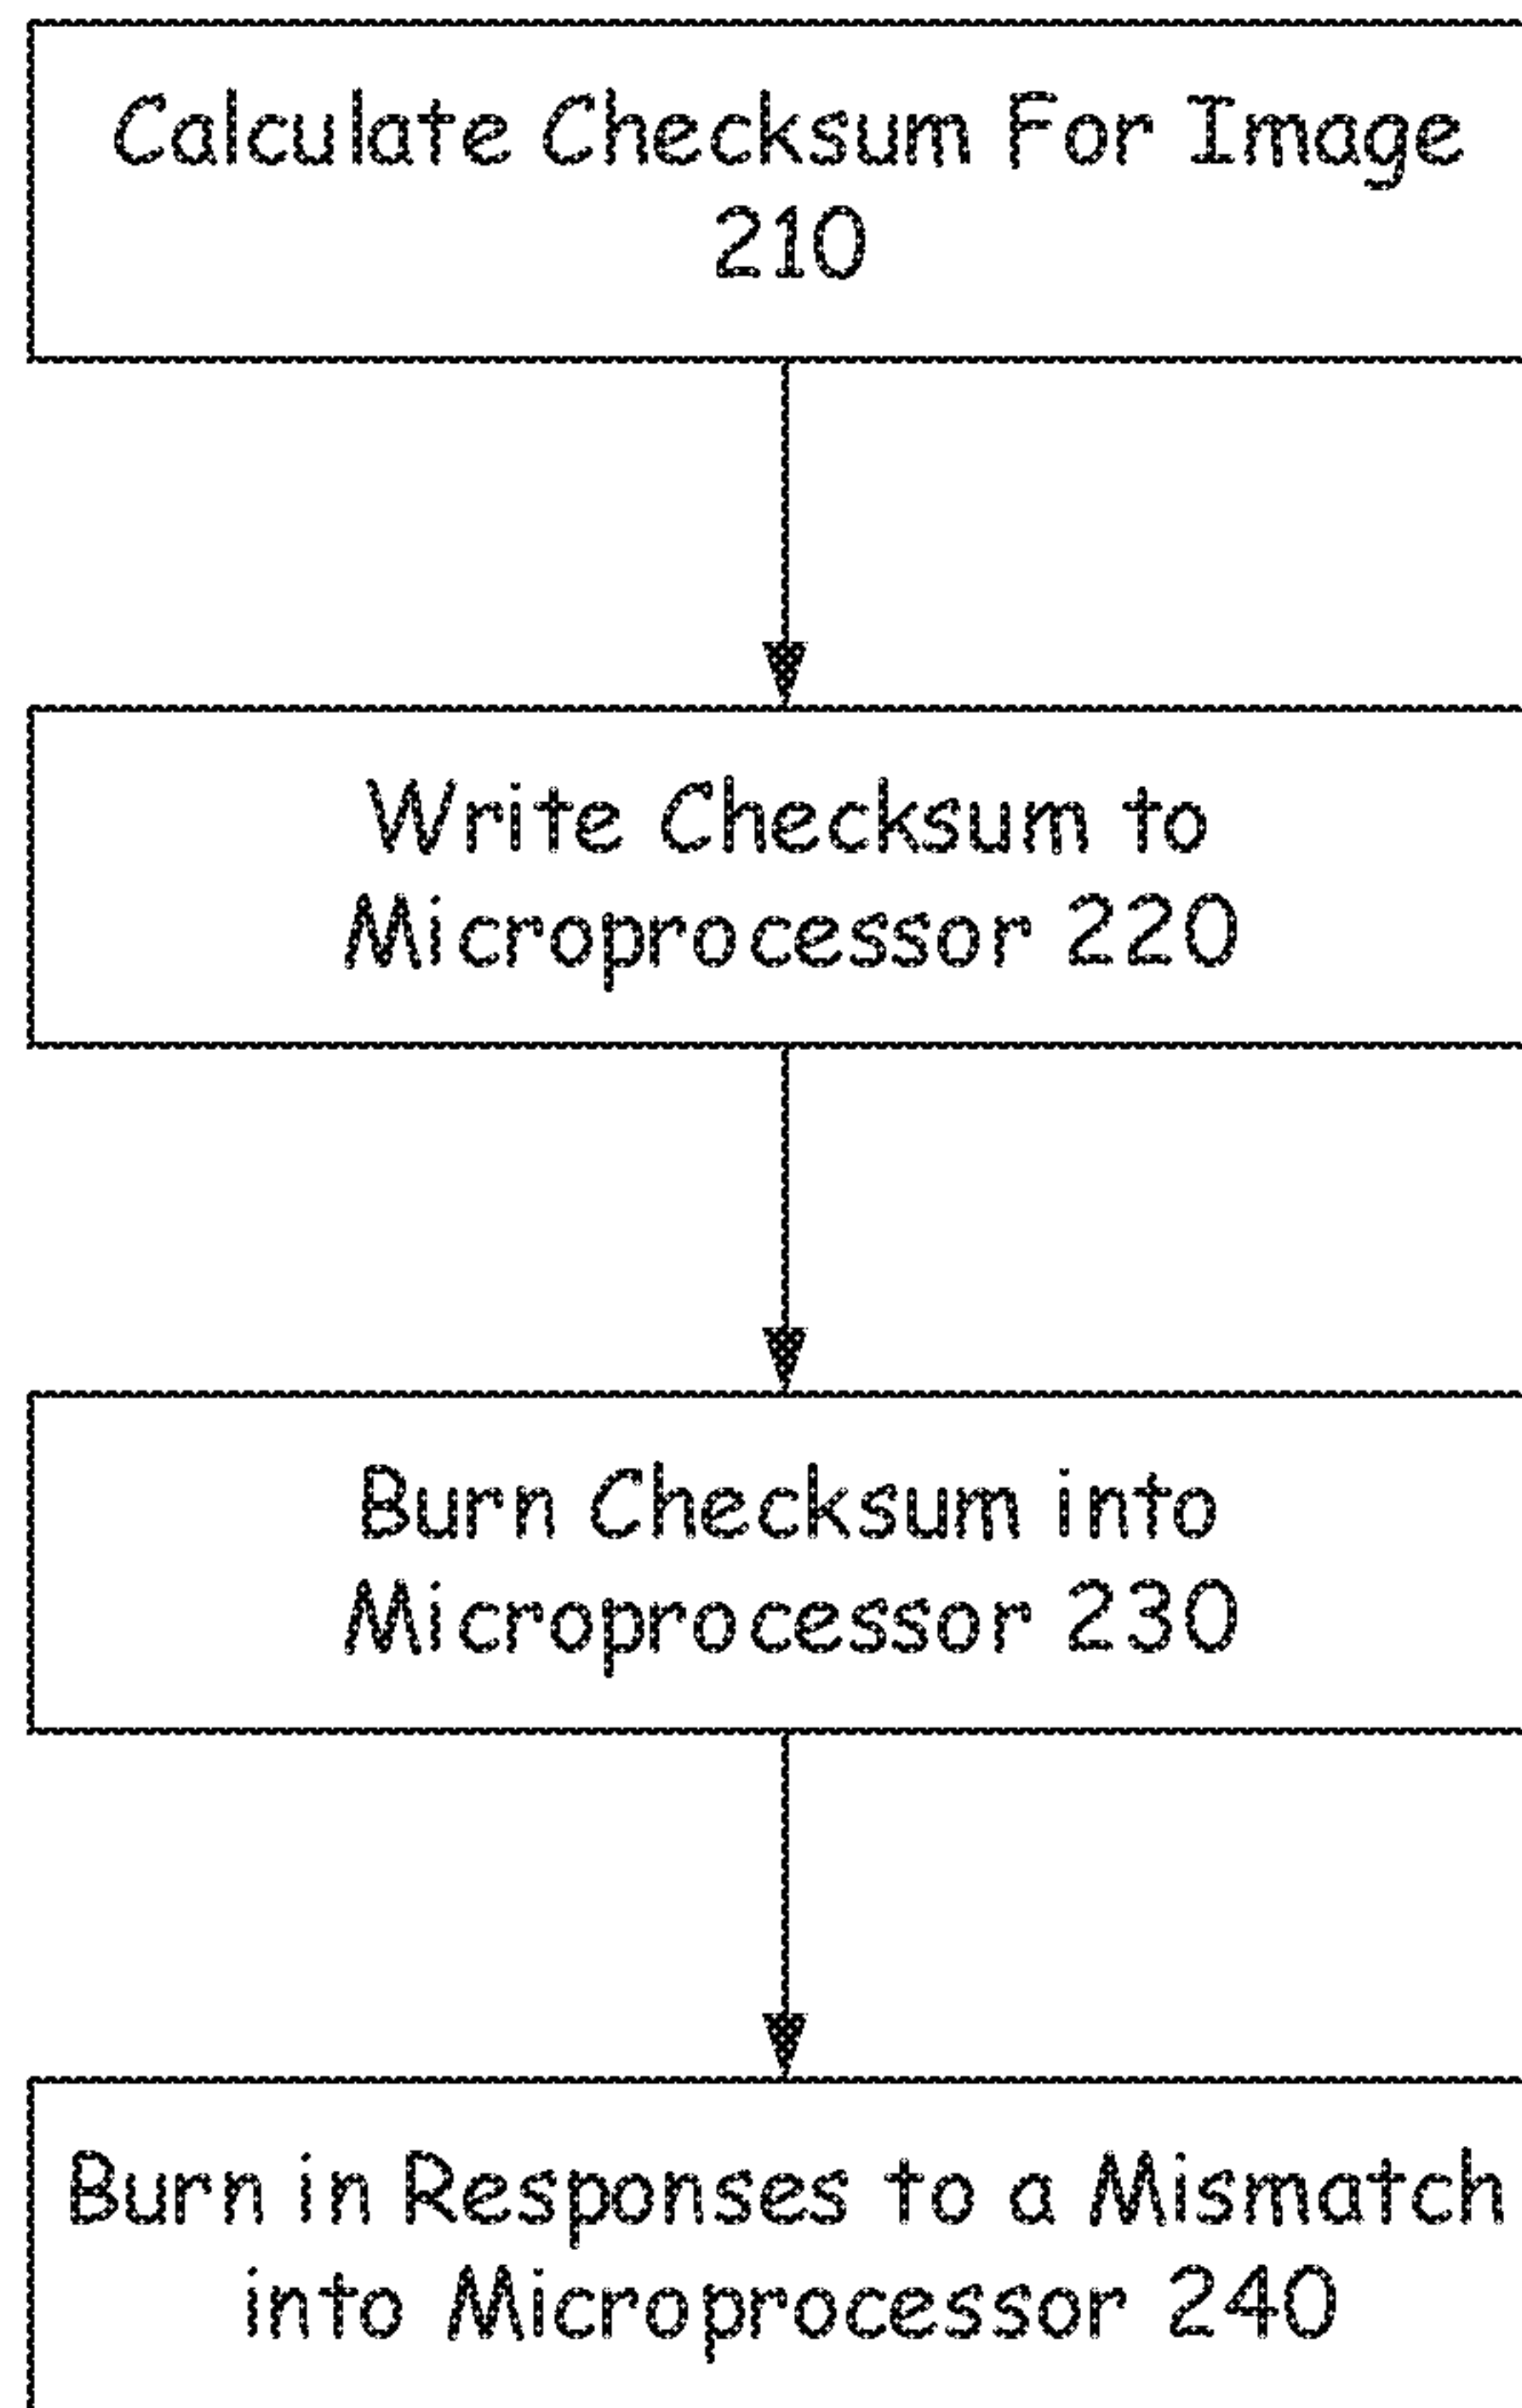 Calculate Checksum For Image
210
Write Checksum to
Microprocessor 220
Burn Checksum into
Microprocessor 230
Burn in Responses to a Mismatch
into Microprocessor 240